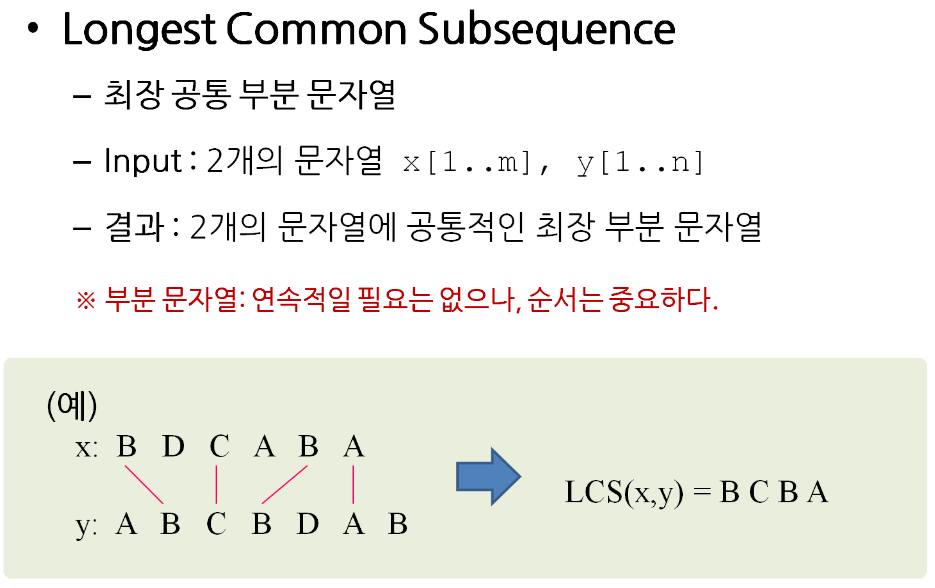 • Longest Common Subsequence
– 최장 공통 부분 문자열
– Input : 2개의 문자열 x[1..m], y[1..n]
– 결과 : 2개의 문자열에 공통적인 최장 부분 문자열
※ 부분 문자열: 연속적일 필요는 없으나, 순서는 중요하다.
(예)
x: B D C A B A
y: A B C B D A B
LCS(x,y) = B C B A